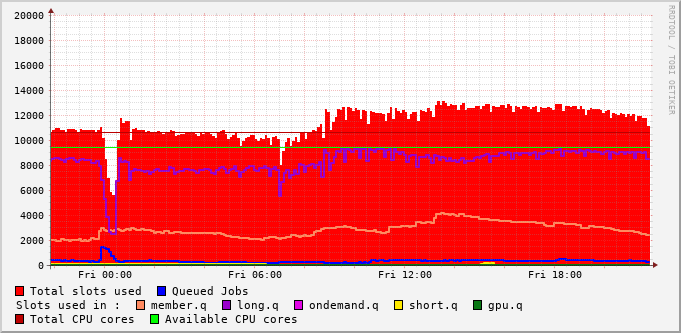 20000
18000
16000
14000
12000
10000
8000
6000
4000
2000
0
Fri 00:00 Fri 06:00 Fri 12:00 Fri 18:00
RRDTOOL / TOBI OETIKER
Total slots used Queued Jobs
Slots used in : member.q long.q ondemand.q short.q gpu.q
Total CPU cores Available CPU cores